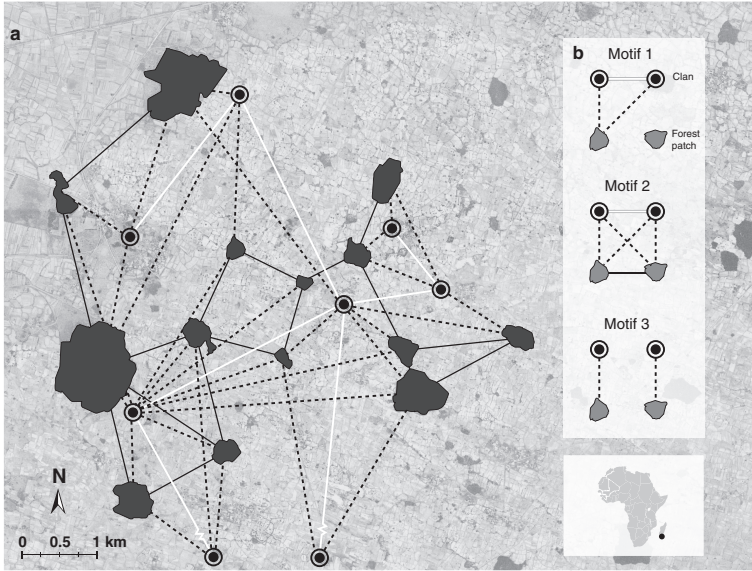 a
N
0 0.5 1 km
b
Motif 1
Clan
Forest
patch
Motif 2
Motif 3